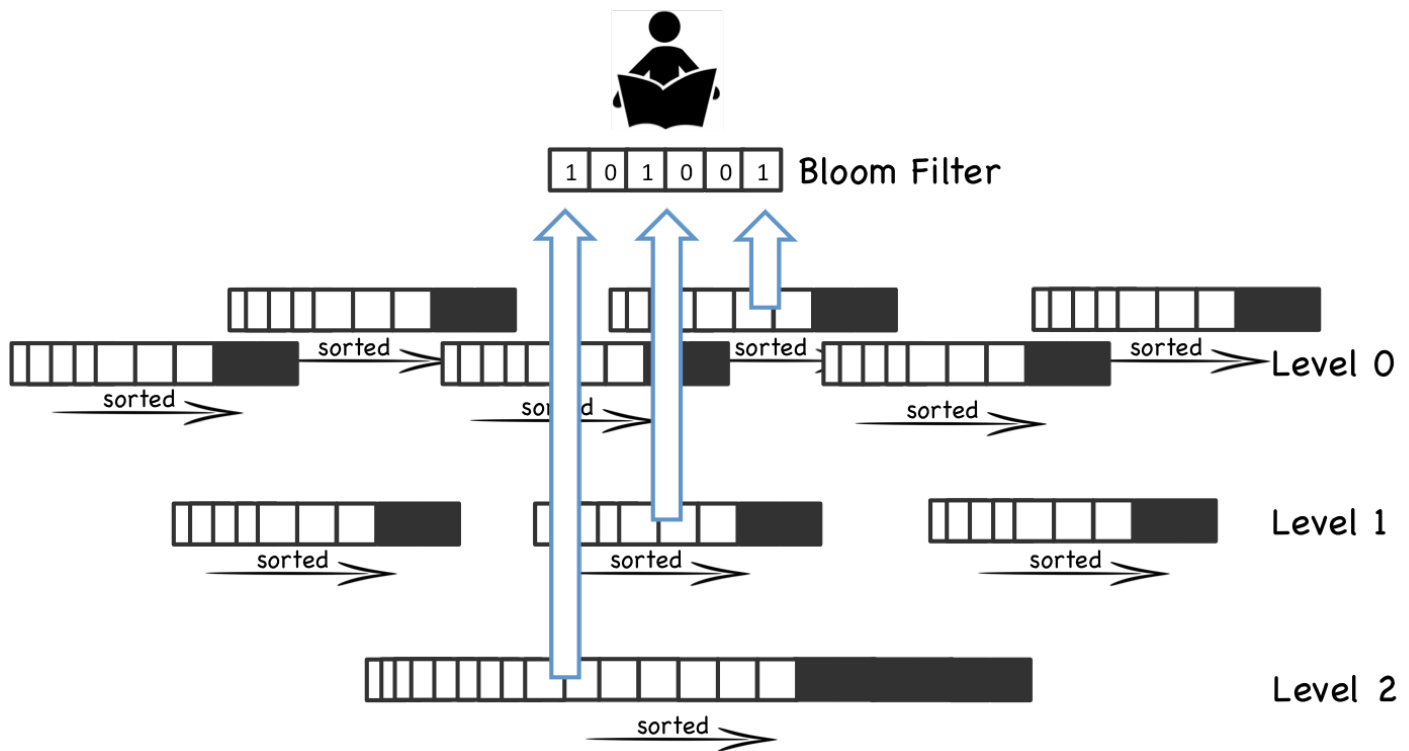 1 0 1 0 0 1 Bloom Filter
sorted sorted sorted Level 0
sorted sorted sorted
Level 1
sorted sorted sorted
Level 2
sorted